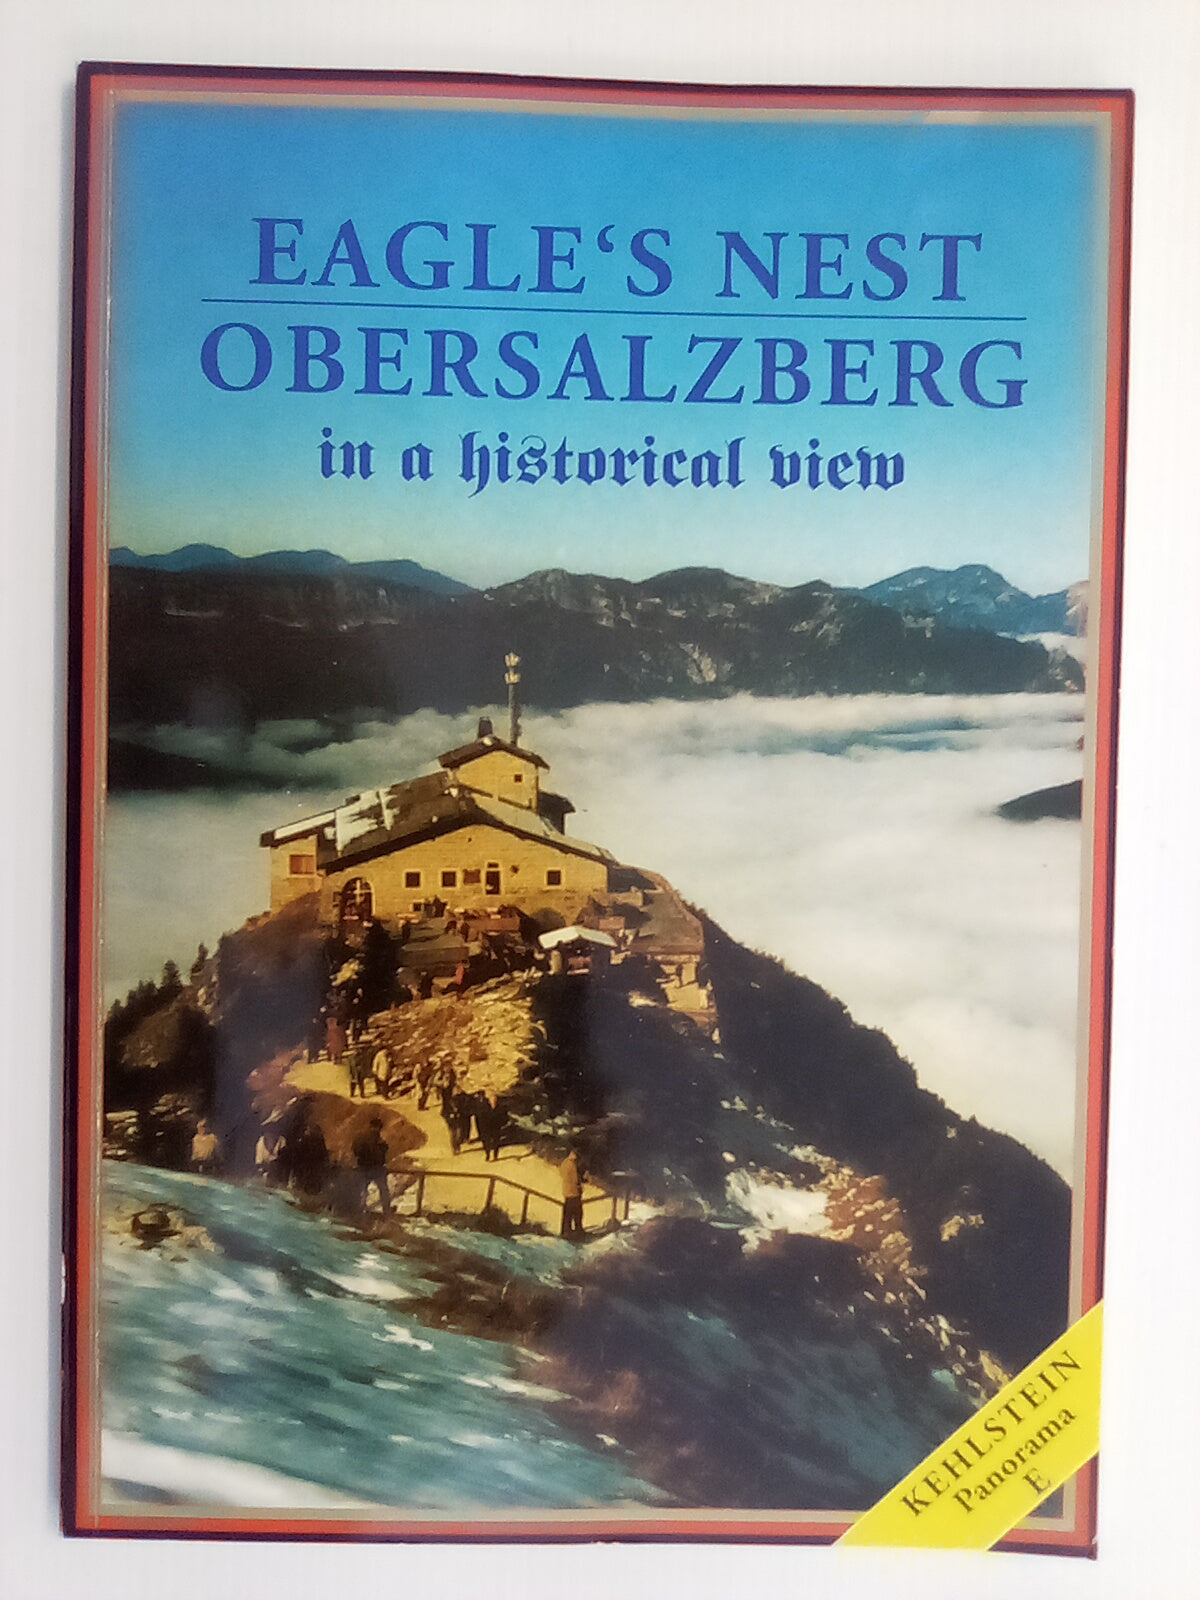 EAGLE‘S NEST
OBERSALZBERG
in a historical view
KEHLSTEIN
Panorama
E